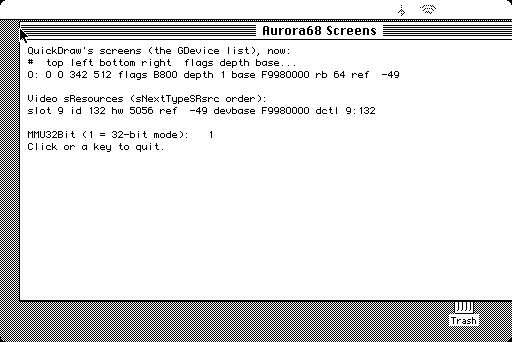 Aurora68 Screens
QuickDraw's screens (the GDevice list), now:
#  top left bottom right  flags depth base...
0: 0 0 342 512 flags B800 depth 1 base F9980000 rb 64 ref  -49
Video sResources (sNextTypeSRsrc order):
slot 9 id 132 hw 5056 ref  -49 devbase F9980000 dctl 9:132
MMU32Bit (1 = 32-bit mode):   1
Click or a key to quit.
Trash